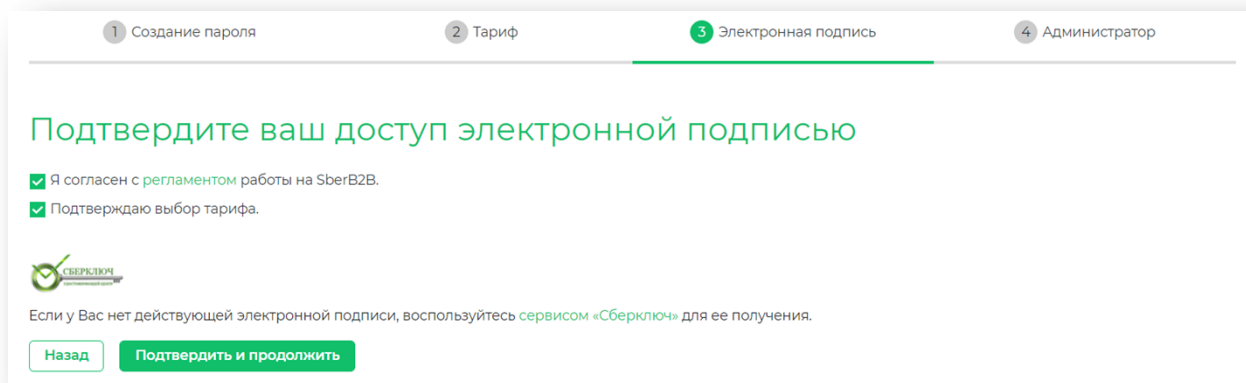 1 Создание пароля
2 Тариф
3 Электронная подпись
4 Администратор
Подтвердите ваш доступ электронной подписью
Я согласен с регламентом работы на SberB2B.
Подтверждаю выбор тарифа.
СБЕРКЛЮЧ
УДОСТОВЕРЯЮЩИЙ ЦЕНТР
Если у Вас нет действующей электронной подписи, воспользуйтесь сервисом «Сберключ» для ее получения.
Назад
Подтвердить и продолжить